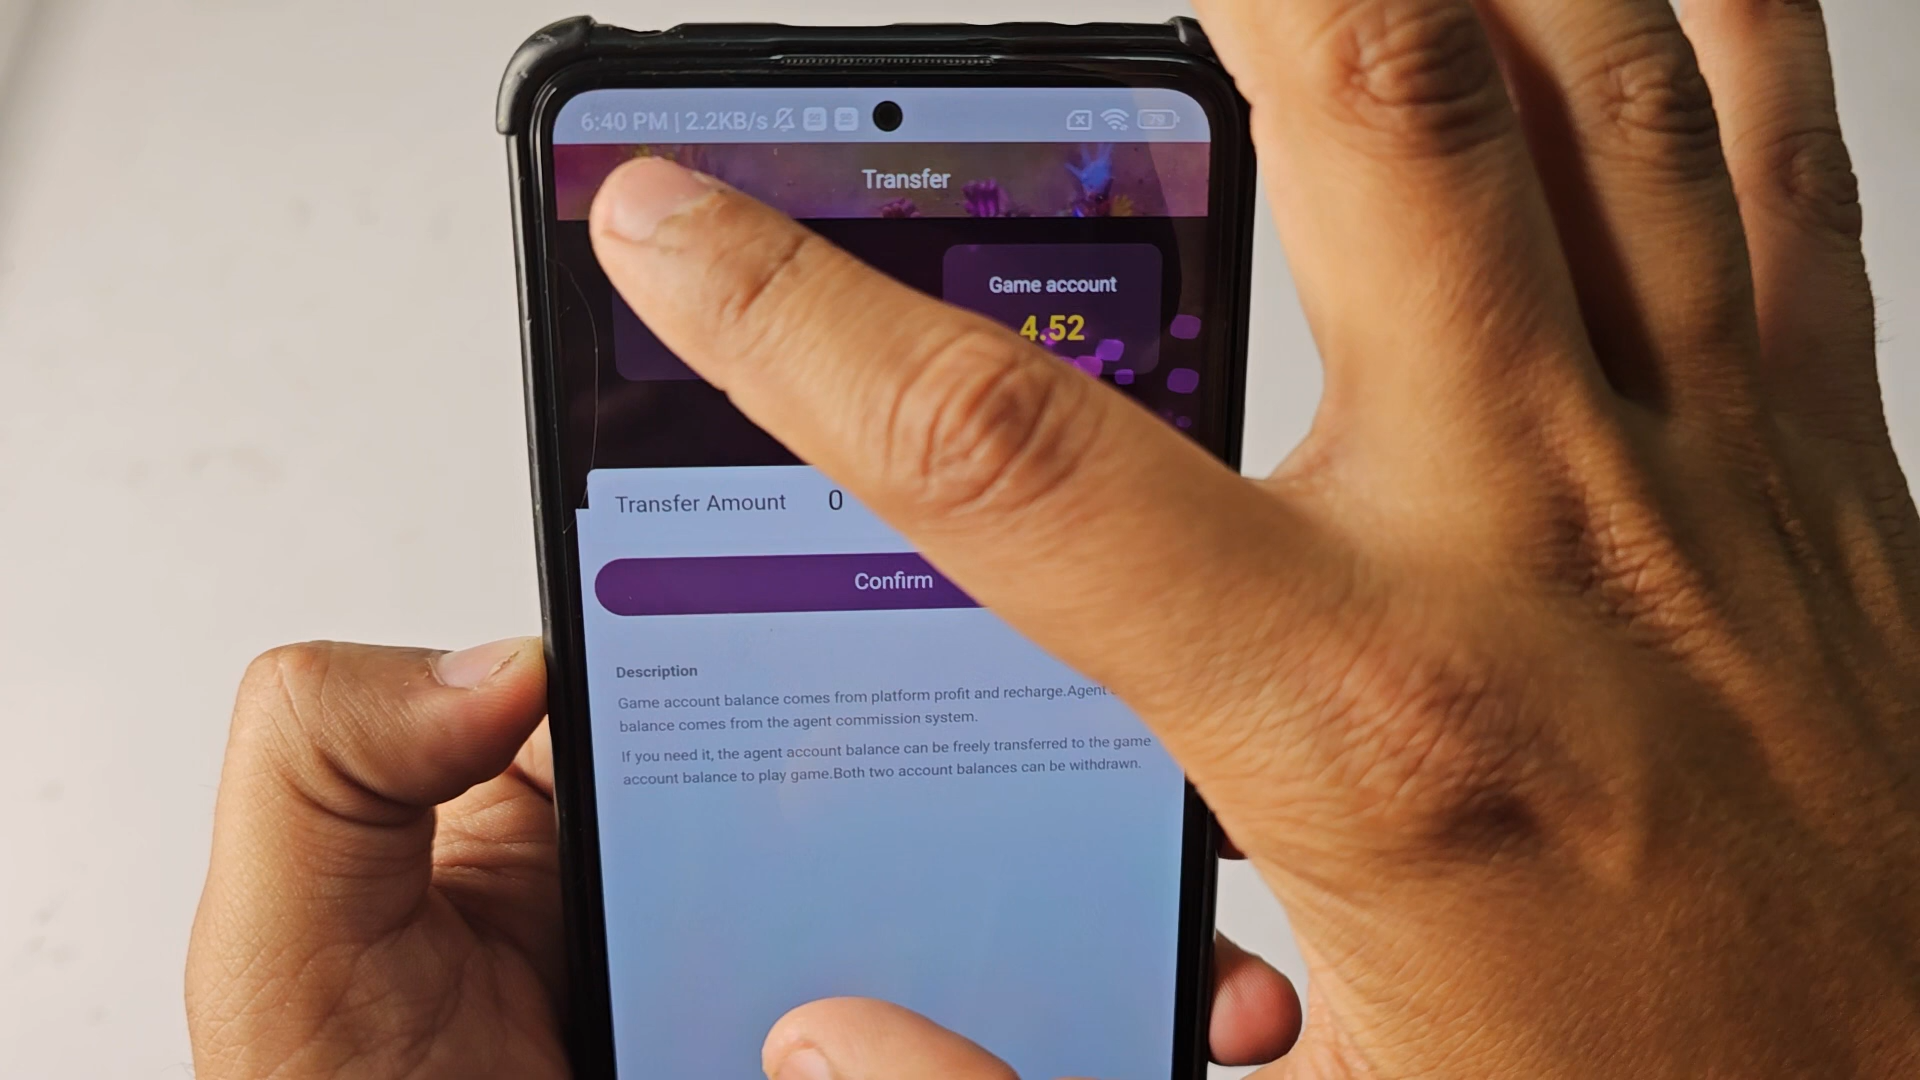 6:40 PM | 2.2KB/s
79
Transfer
Game account
4.52
Transfer Amount 0
Confirm
Description
Game account balance comes from platform profit and recharge.Agent
balance comes from the agent commission system.
If you need it, the agent account balance can be freely transferred to the game
account balance to play game.Both two account balances can be withdrawn.